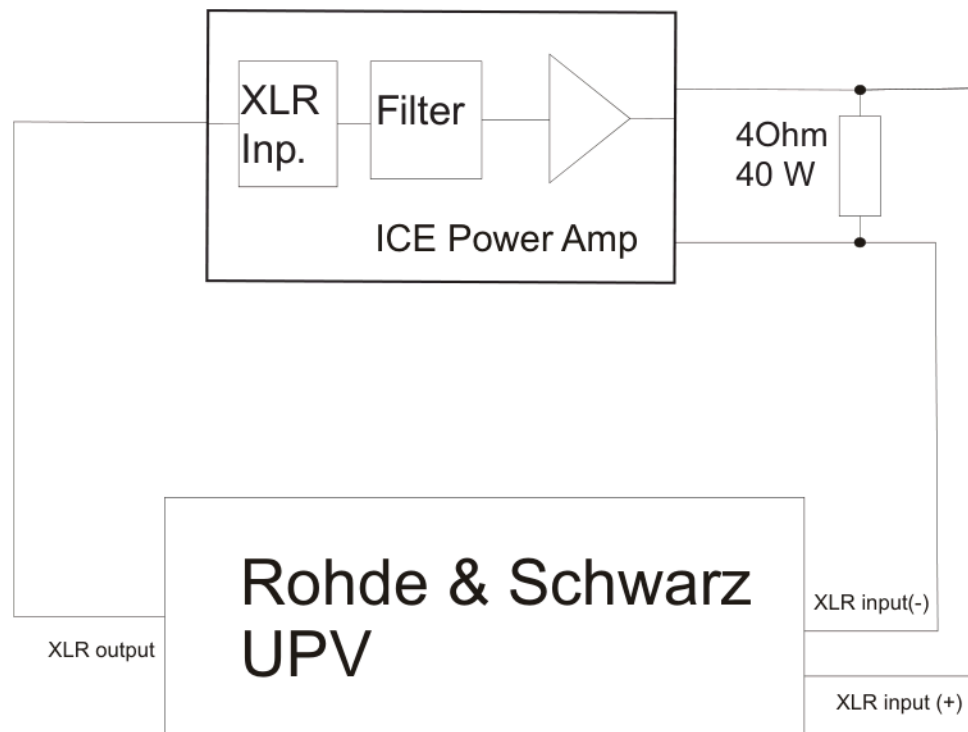 XLR
Inp.
Filter
4Ohm
40 W
ICE Power Amp
Rohde & Schwarz
UPV
XLR input(-)
XLR output
XLR input (+)